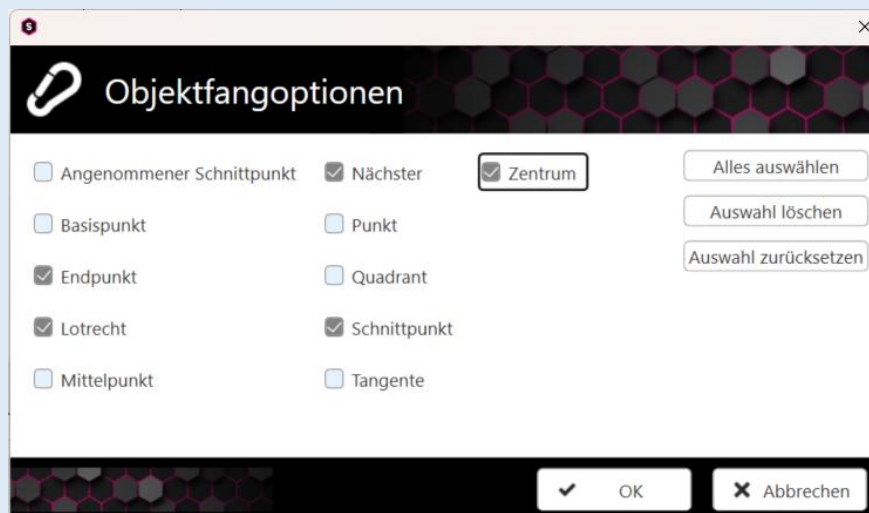 S
Objektfangoptionen
Angenommener Schnittpunkt
Basispunkt
Endpunkt
Lotrecht
Mittelpunkt
Nächster
Punkt
Quadrant
Schnittpunkt
Tangente
Zentrum
Alles auswählen
Auswahl löschen
Auswahl zurücksetzen
OK
Abbrechen